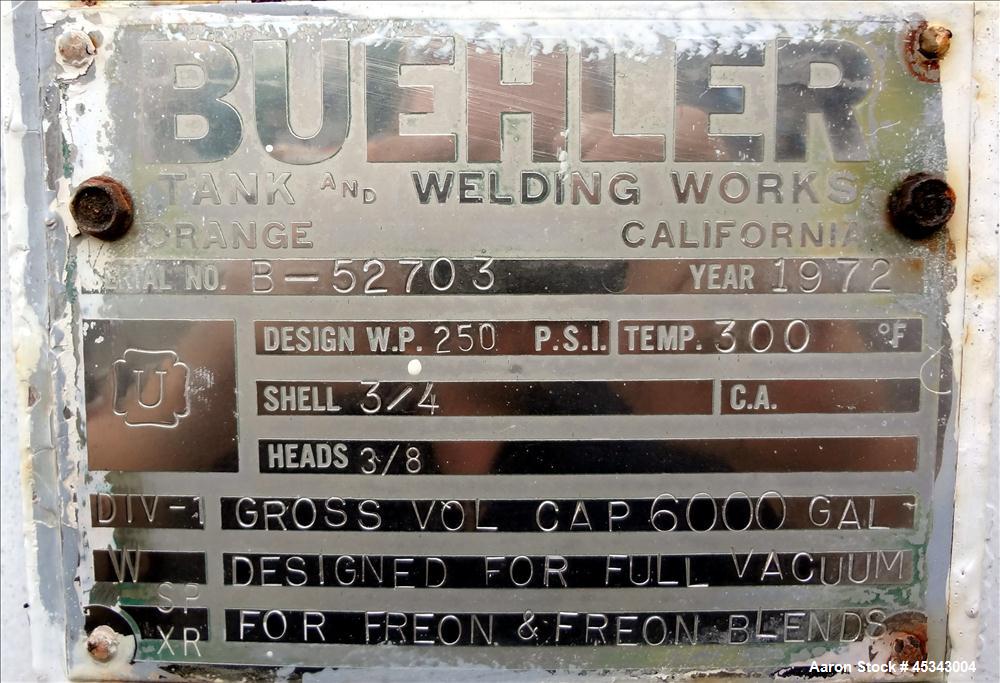 BUEHLER
TANK AND WELDING WORKS
ORANGE CALIFORNIA
SERIAL NO. B-52703 YEAR 1972
U
DESIGN W.P. 250 P.S.I. TEMP. 300 °F
SHELL 3/4 C.A.
HEADS 3/8
DIV-1 GROSS VOL CAP 6000 GAL
W DESIGNED FOR FULL VACUUM
SP
XR FOR FREON & FREON BLENDS
Aaron Stock # 45343004